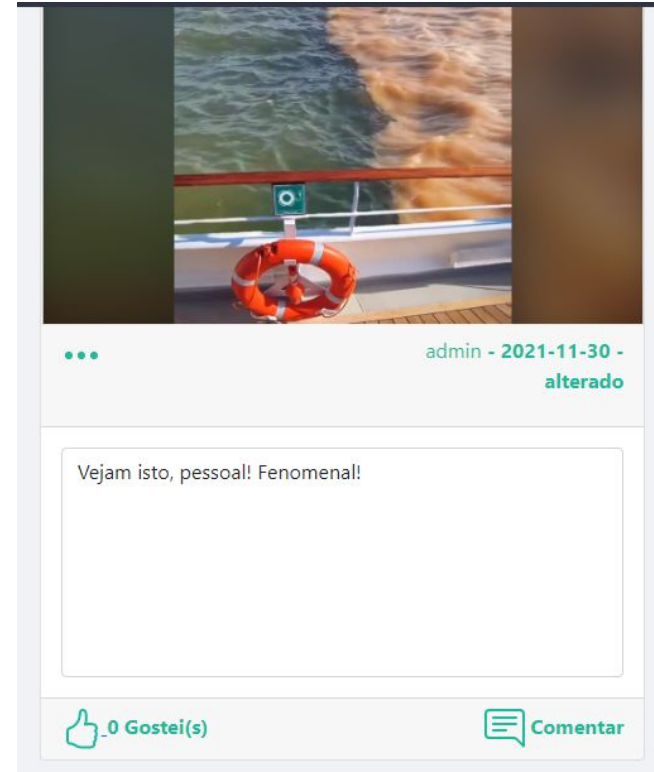 admin - 2021-11-30 -
alterado
Vejam isto, pessoal! Fenomenal!
0 Gostei(s)
Comentar